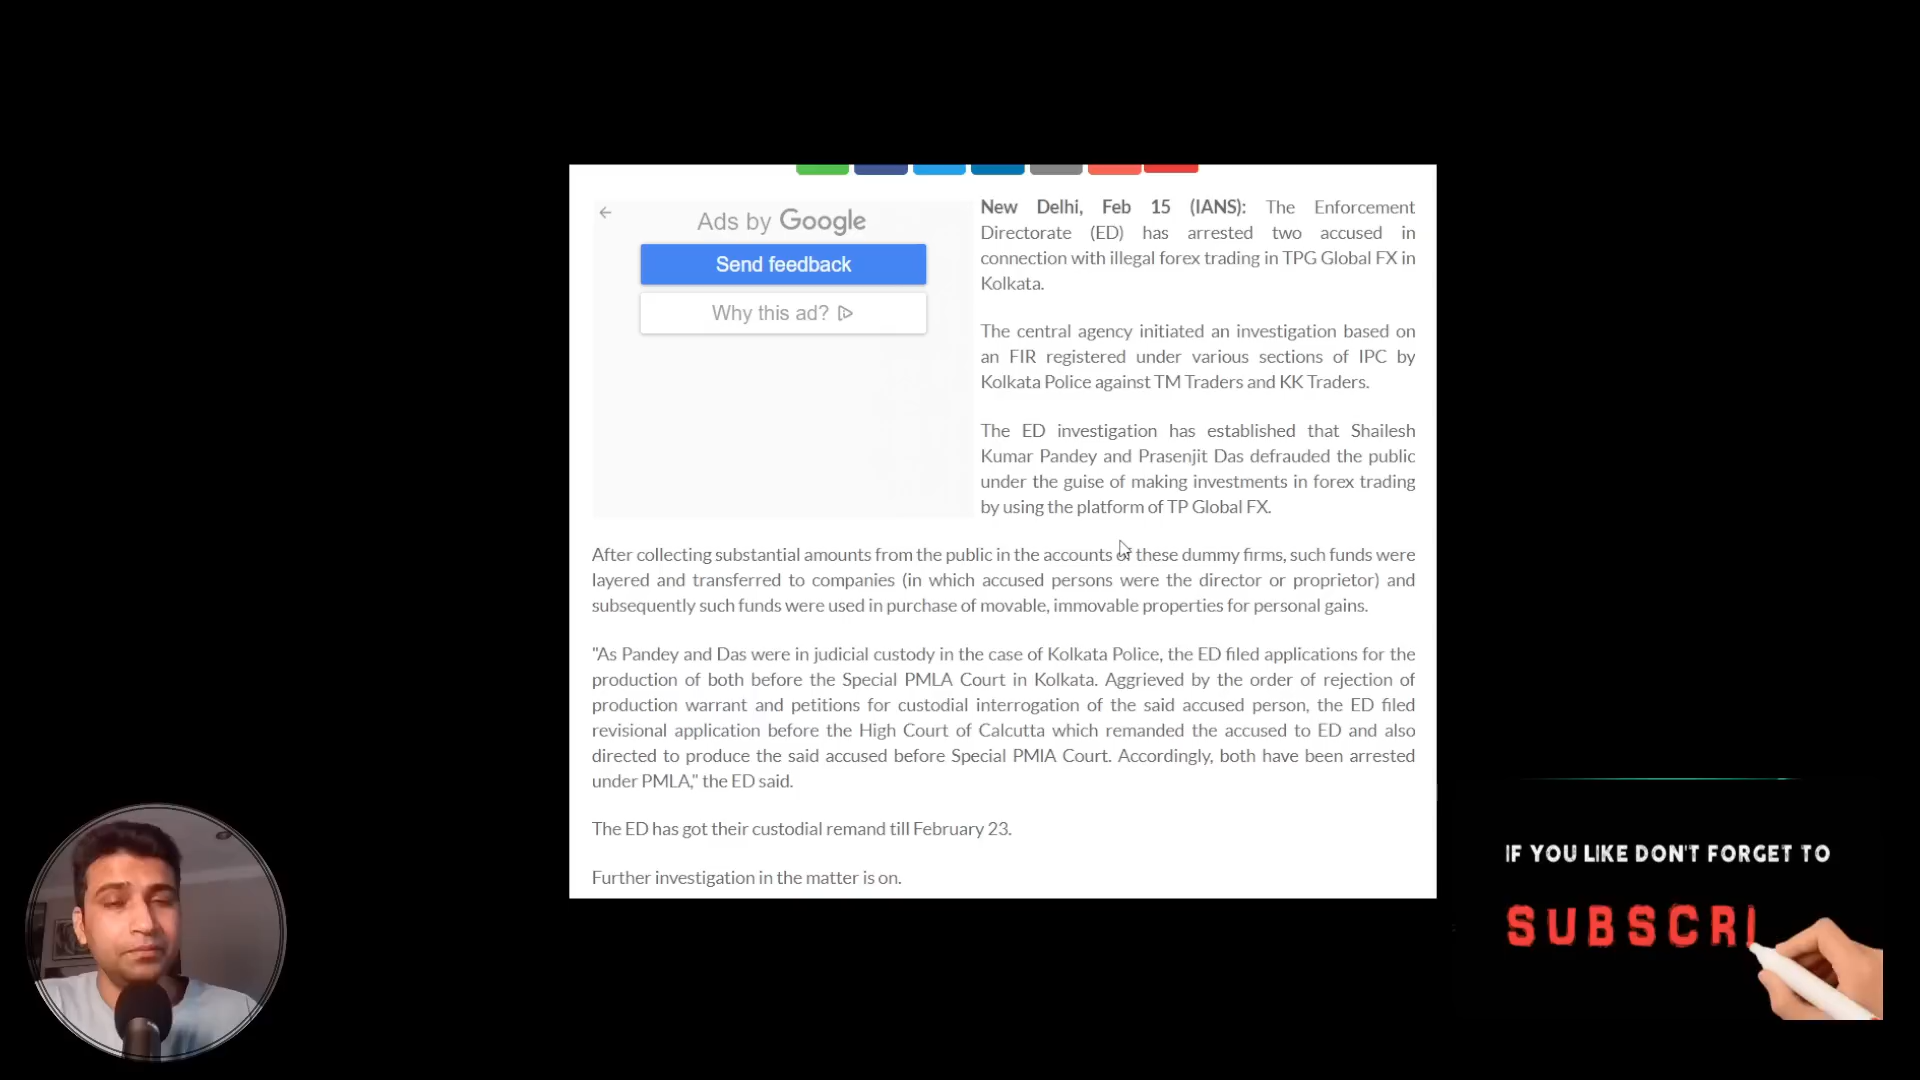 Ads by Google
Send feedback
Why this ad?
New Delhi, Feb 15 (IANS): The Enforcement
Directorate (ED) has arrested two accused in
connection with illegal forex trading in TPG Global FX in
Kolkata.
The central agency initiated an investigation based on
an FIR registered under various sections of IPC by
Kolkata Police against TM Traders and KK Traders.
The ED investigation has established that Shailesh
Kumar Pandey and Prasenjit Das defrauded the public
under the guise of making investments in forex trading
by using the platform of TP Global FX.
After collecting substantial amounts from the public in the accounts of these dummy firms, such funds were
layered and transferred to companies (in which accused persons were the director or proprietor) and
subsequently such funds were used in purchase of movable, immovable properties for personal gains.
"As Pandey and Das were in judicial custody in the case of Kolkata Police, the ED filed applications for the
production of both before the Special PMLA Court in Kolkata. Aggrieved by the order of rejection of
production warrant and petitions for custodial interrogation of the said accused person, the ED filed
revisional application before the High Court of Calcutta which remanded the accused to ED and also
directed to produce the said accused before Special PMIA Court. Accordingly, both have been arrested
under PMLA," the ED said.
The ED has got their custodial remand till February 23.
Further investigation in the matter is on.
IF YOU LIKE DON'T FORGET TO
SUBSCRI